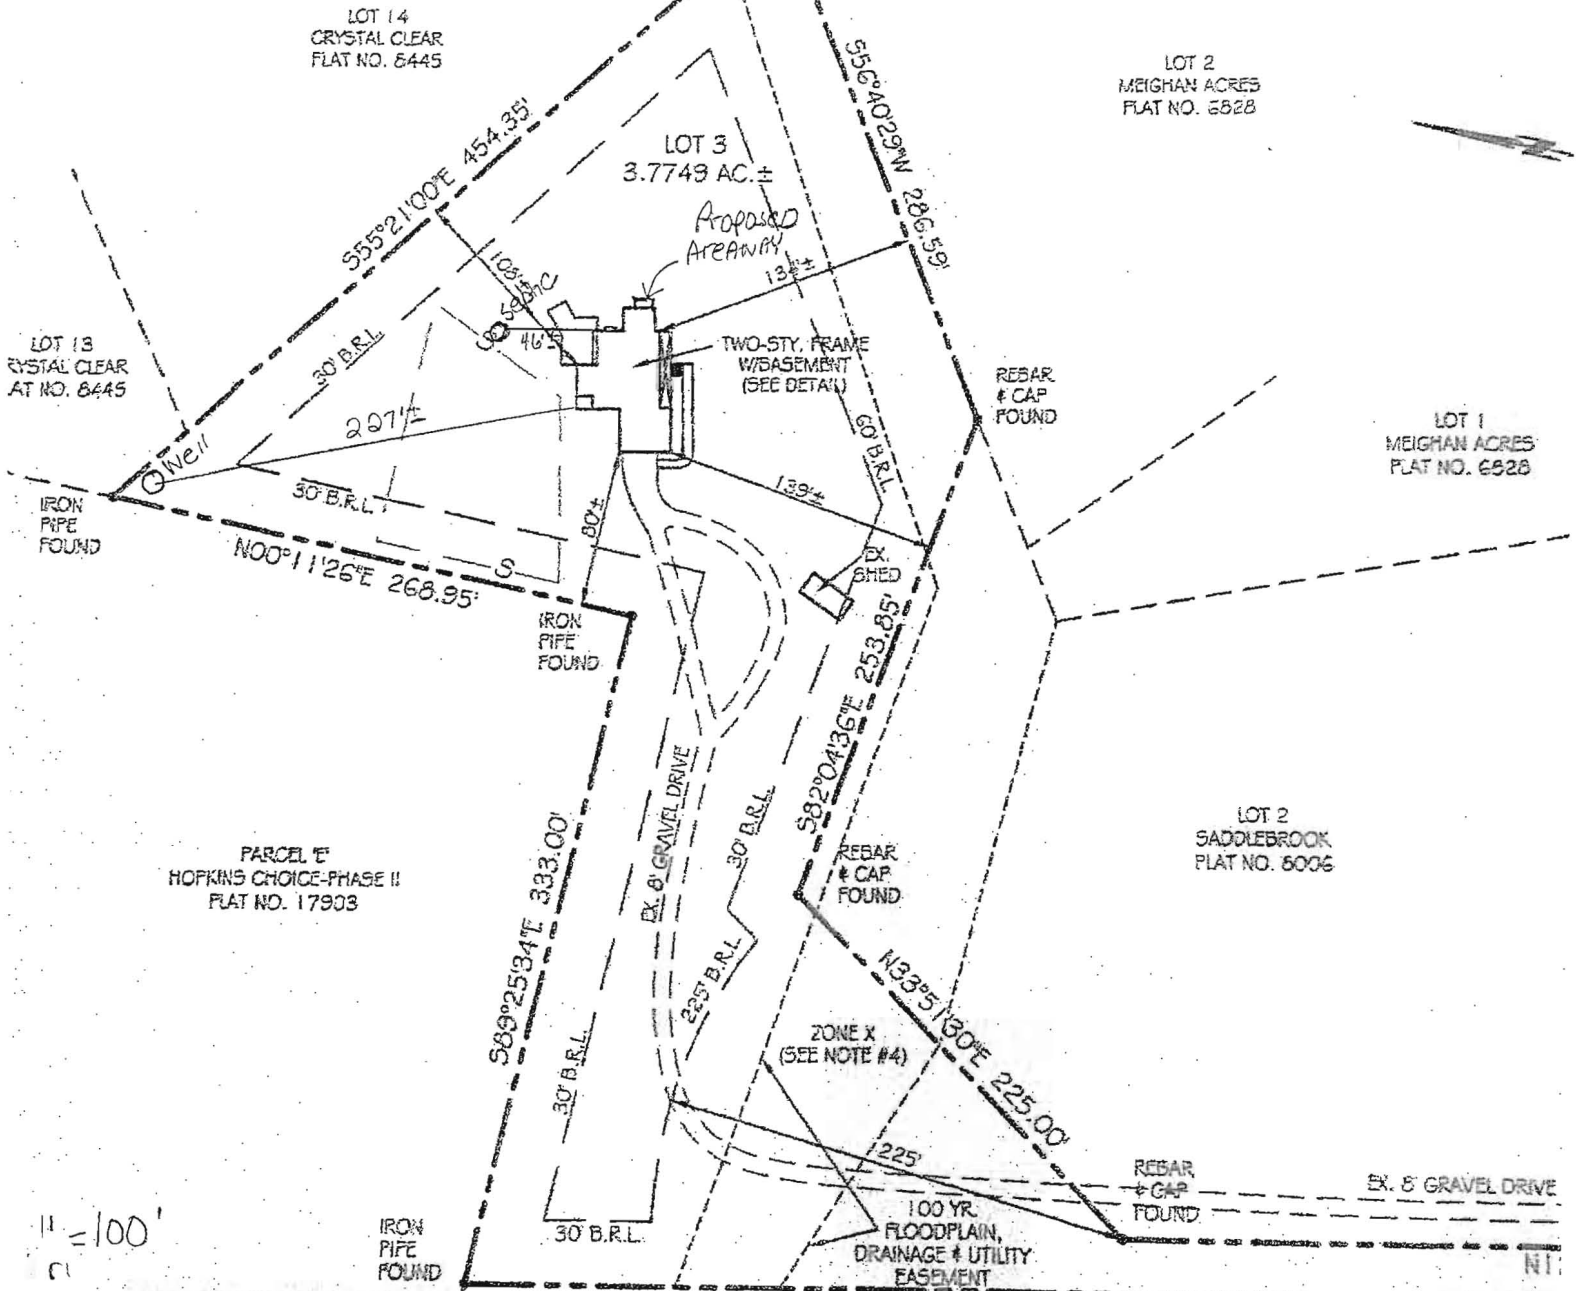 LOT 14
CRYSTAL CLEAR
PLAT NO. 8445
S55°21'00"E 454.35'
S56°40'29"W 286.59'
LOT 2
MEIGHAN ACRES
PLAT NO. 6828
LOT 3
3.7749 AC.±
Proposed
Areaway
108'±
Septic
46'±
134'±
TWO-STY. FRAME
W/BASEMENT
(SEE DETAIL)
LOT 13
RYSTAL CLEAR
AT NO. 8445
30' B.R.L.
227'±
Well
REBAR
& CAP
FOUND
LOT 1
MEIGHAN ACRES
PLAT NO. 6828
60' B.R.L.
139'±
IRON
PIPE
FOUND
30' B.R.L.
80'±
N00°11'26"E 268.95'
S
EX.
SHED
IRON
PIPE
FOUND
S82°04'36"E 253.85'
EX. 8' GRAVEL DRIVE
30' B.R.L.
LOT 2
SADDLEBROOK
PLAT NO. 8006
PARCEL 'E'
HOPKINS CHOICE-PHASE II
PLAT NO. 17903
REBAR
& CAP
FOUND
S89°25'34"E 333.00'
225' B.R.L.
N33°51'30"E 225.00'
ZONE X
(SEE NOTE #4)
30' B.R.L.
225'
REBAR
& CAP
FOUND
EX. 8' GRAVEL DRIVE
1"=100'
30' B.R.L.
IRON
PIPE
FOUND
100 YR.
FLOODPLAIN,
DRAINAGE & UTILITY
EASEMENT